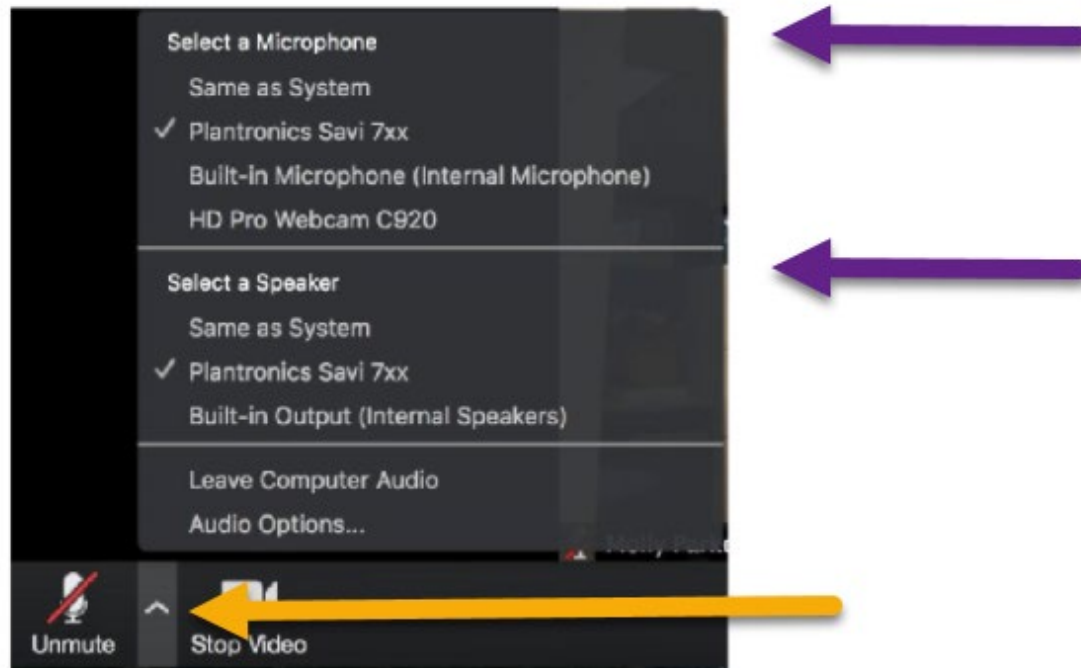 Select a Microphone
Same as System
✓ Plantronics Savi 7xx
Built-in Microphone (Internal Microphone)
HD Pro Webcam C920
Select a Speaker
Same as System
✓ Plantronics Savi 7xx
Built-in Output (Internal Speakers)
Leave Computer Audio
Audio Options...
Molly
Unmute
Stop Video